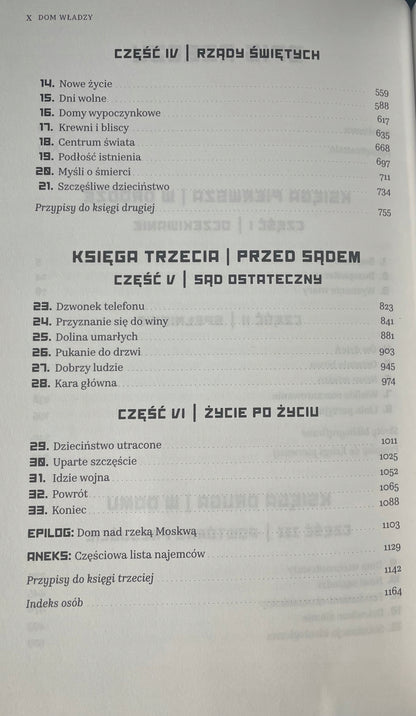 X DOM WŁADZY
CZĘŚĆ IV | RZĄDY ŚWIĘTYCH
14. Nowe życie 559
15. Dni wolne 588
16. Domy wypoczynkowe 617
17. Krewni i bliscy 635
18. Centrum świata 668
19. Podłość istnienia 697
20. Myśli o śmierci 711
21. Szczęśliwe dzieciństwo 734
Przypisy do księgi drugiej 755
KSIĘGA TRZECIA | PRZED SĄDEM
CZĘŚĆ V | SĄD OSTATECZNY
23. Dzwonek telefonu 823
24. Przyznanie się do winy 841
25. Dolina umarłych 881
26. Pukanie do drzwi 903
27. Dobrzy ludzie 945
28. Kara główna 974
CZĘŚĆ VI | ŻYCIE PO ŻYCIU
29. Dzieciństwo utracone 1011
30. Uparte szczęście 1025
31. Idzie wojna 1052
32. Powrót 1065
33. Koniec 1088
EPILOG: Dom nad rzeką Moskwą 1103
ANEKS: Częściowa lista najemców 1129
Przypisy do księgi trzeciej 1142
Indeks osób 1164